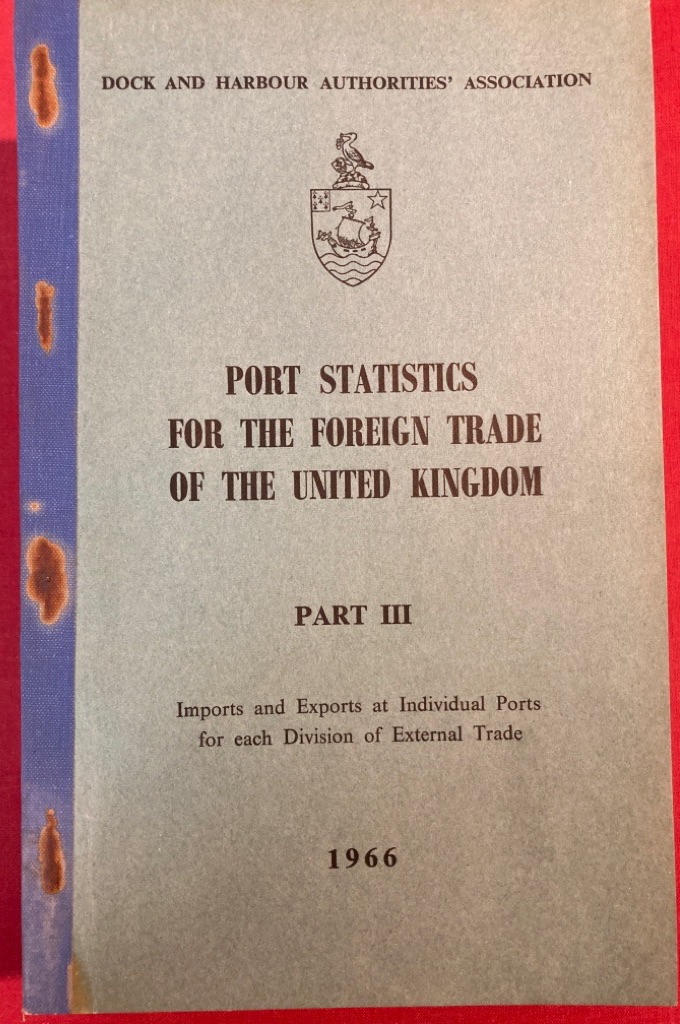 DOCK AND HARBOUR AUTHORITIES' ASSOCIATION
PORT STATISTICS
FOR THE FOREIGN TRADE
OF THE UNITED KINGDOM
PART III
Imports and Exports at Individual Ports
for each Division of External Trade
1966